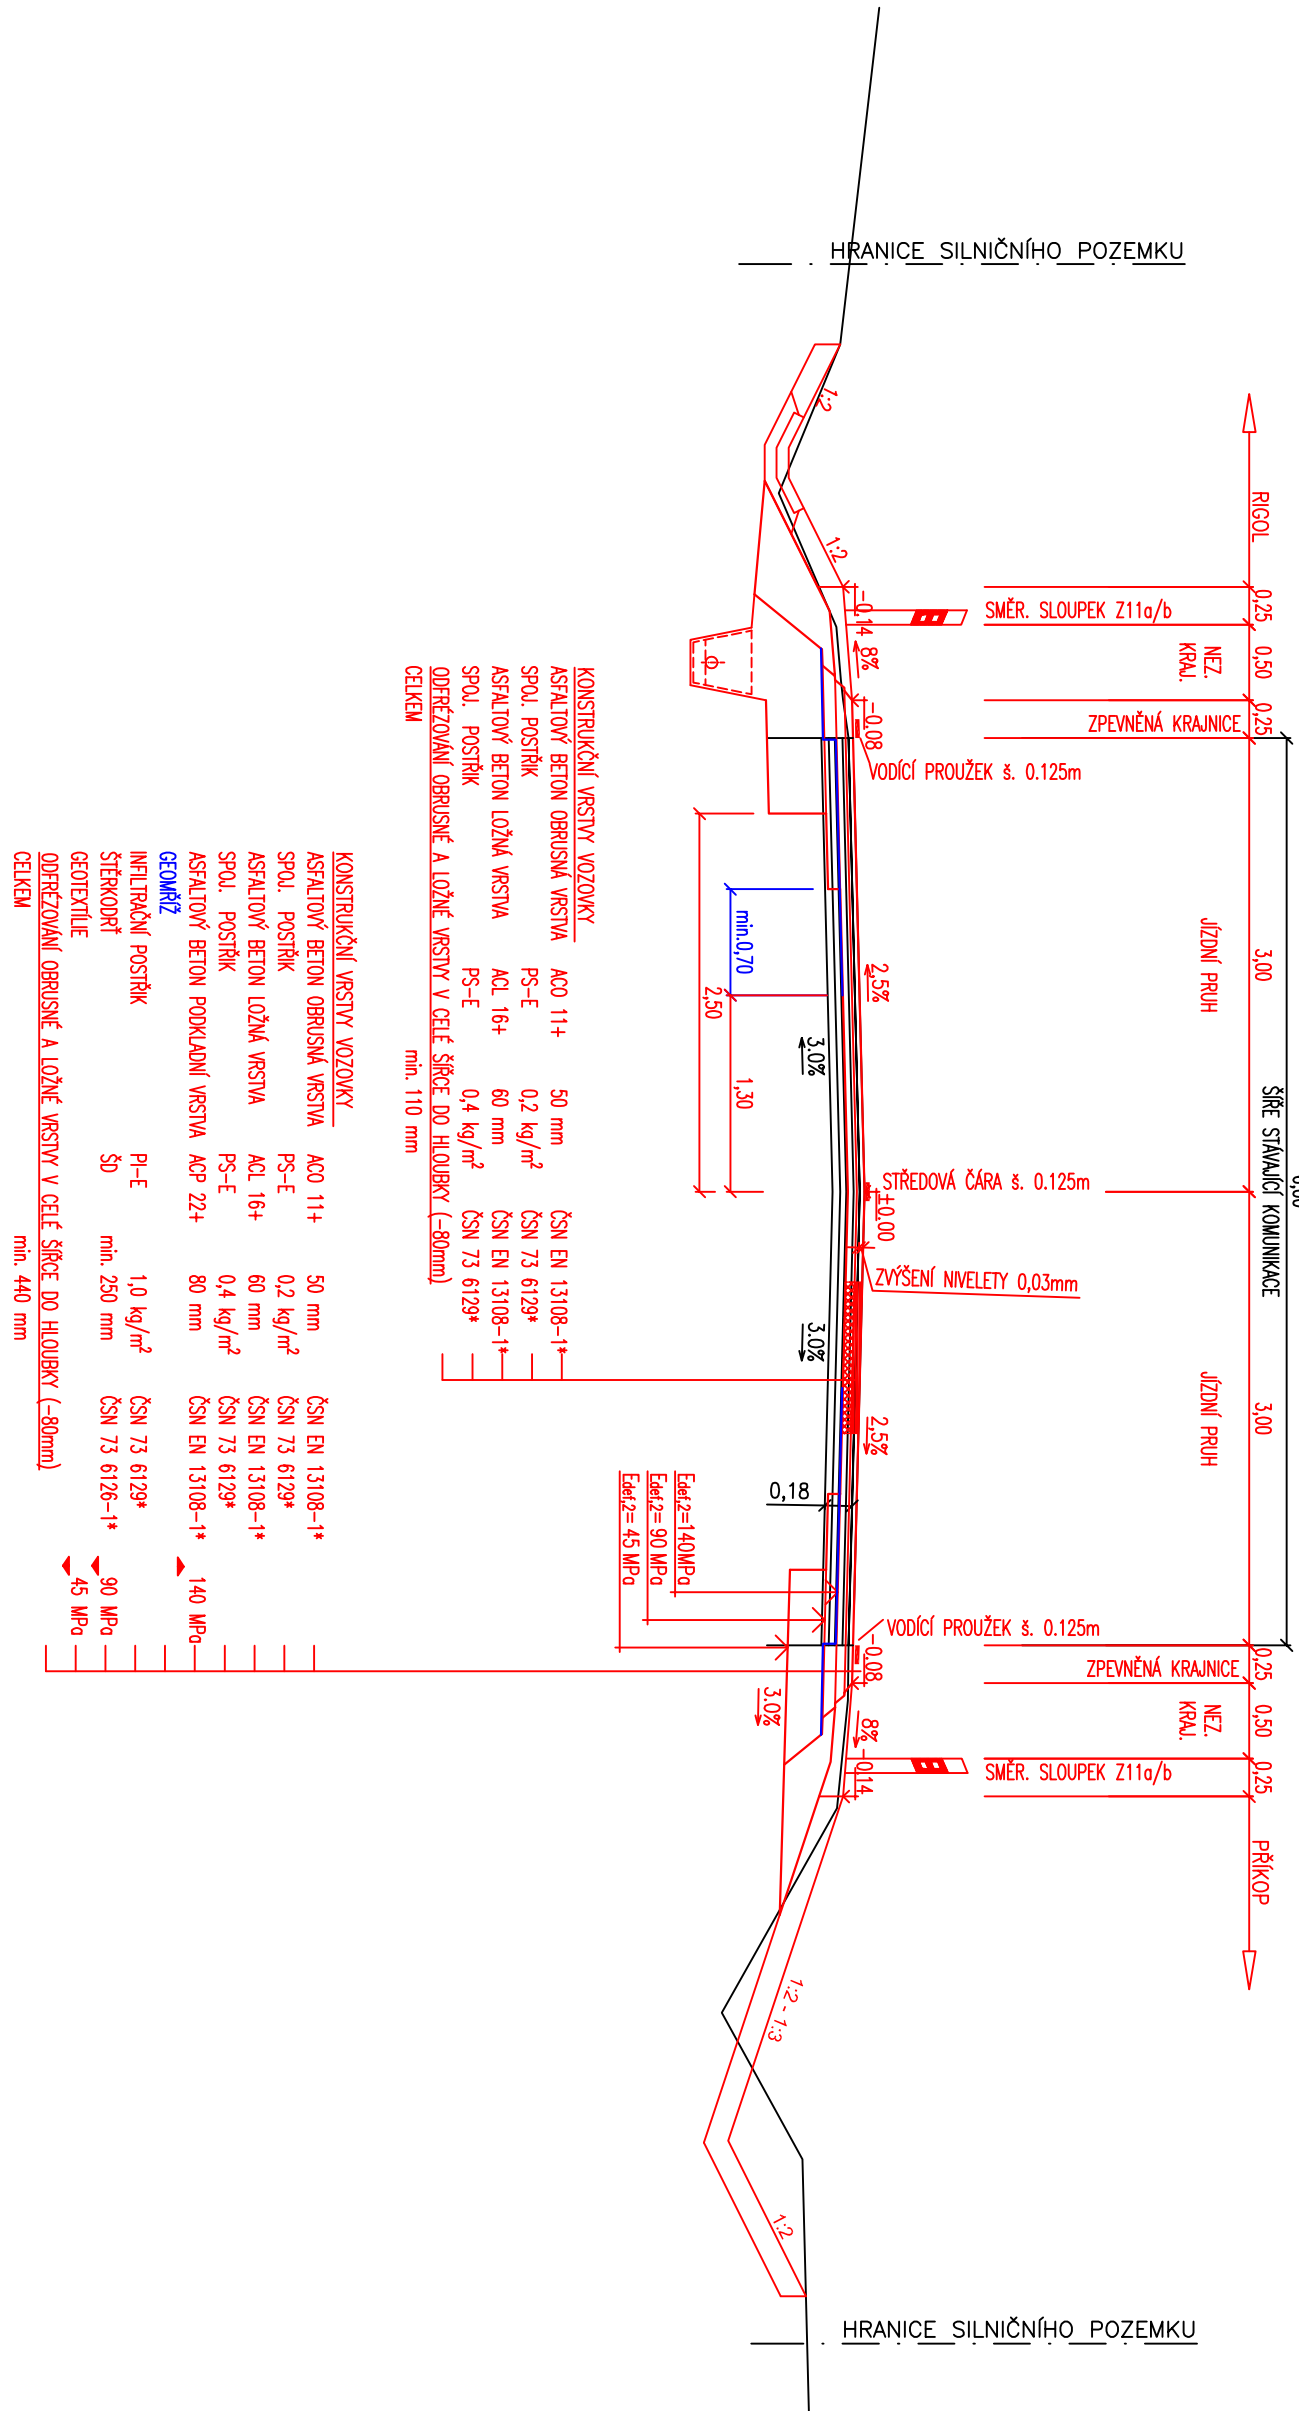 HRANICE SILNIČNÍHO POZEMKU
RIGOL
0,25
0,50
0,25
3,00
3,00
0,25
0,50
0,25
PŘÍKOP
ŠÍŘE STÁVAJÍCÍ KOMUNIKACE
NEZ.
KRAJ.
JÍZDNÍ PRUH
JÍZDNÍ PRUH
NEZ.
KRAJ.
SMĚR. SLOUPEK Z11a/b
ZPEVNĚNÁ KRAJNICE
VODÍCÍ PROUŽEK š. 0.125m
STŘEDOVÁ ČÁRA š. 0.125m
ZVÝŠENÍ NIVELETY 0,03mm
VODÍCÍ PROUŽEK š. 0.125m
ZPEVNĚNÁ KRAJNICE
SMĚR. SLOUPEK Z11a/b
1:2
1:2
-0.14
8%
-0.08
2,5%
±0.00
2,5%
-0.08
8%
-0.14
1:2 - 1:3
1:2
3.0%
3.0%
0,18
3.0%
min.0,70
1,30
2,50
Edef,2=140MPa
Edef,2= 90 MPa
Edef,2= 45 MPa
KONSTRUKČNÍ VRSTVY VOZOVKY
ASFALTOVÝ BETON OBRUSNÁ VRSTVA ACO 11+ 50 mm ČSN EN 13108-1*
SPOJ. POSTŘIK PS-E 0,2 kg/m² ČSN 73 6129*
ASFALTOVÝ BETON LOŽNÁ VRSTVA ACL 16+ 60 mm ČSN EN 13108-1*
SPOJ. POSTŘIK PS-E 0,4 kg/m² ČSN 73 6129*
ODFRÉZOVÁNÍ OBRUSNÉ A LOŽNÉ VRSTVY V CELÉ ŠÍŘCE DO HLOUBKY (-80mm)
CELKEM min. 110 mm
KONSTRUKČNÍ VRSTVY VOZOVKY
ASFALTOVÝ BETON OBRUSNÁ VRSTVA ACO 11+ 50 mm ČSN EN 13108-1*
SPOJ. POSTŘIK PS-E 0,2 kg/m² ČSN 73 6129*
ASFALTOVÝ BETON LOŽNÁ VRSTVA ACL 16+ 60 mm ČSN EN 13108-1*
SPOJ. POSTŘIK PS-E 0,4 kg/m² ČSN 73 6129*
ASFALTOVÝ BETON PODKLADNÍ VRSTVA ACP 22+ 80 mm ČSN EN 13108-1* 140 MPa
GEOMŘÍŽ
INFILTRAČNÍ POSTŘIK PI-E 1,0 kg/m² ČSN 73 6129*
ŠTĚRKODRŤ ŠD min. 250 mm ČSN 73 6126-1* 90 MPa
GEOTEXTÍLIE 45 MPa
ODFRÉZOVÁNÍ OBRUSNÉ A LOŽNÉ VRSTVY V CELÉ ŠÍŘCE DO HLOUBKY (-80mm)
CELKEM min. 440 mm
HRANICE SILNIČNÍHO POZEMKU